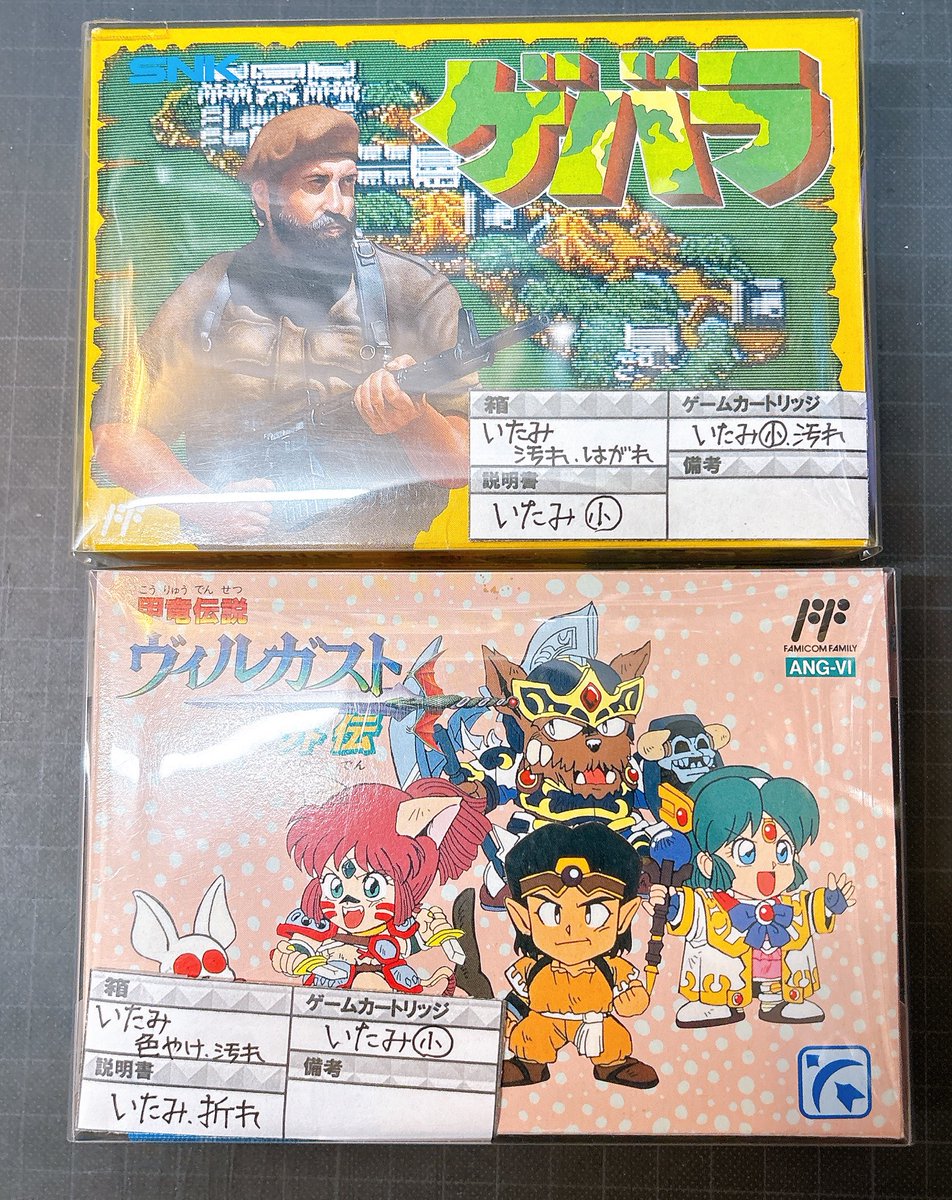 SNK
ゲバラ
箱
いたみ
汚れ.はがれ
説明書
いたみ小
ゲームカートリッジ
いたみ小.汚れ
備考
こうりゅうでんせつ
甲竜伝説
ヴィルガスト
伝
でん
FAMICOM FAMILY
ANG-VI
箱
いたみ
色やけ.汚れ
説明書
いたみ.折れ
ゲームカートリッジ
いたみ小
備考